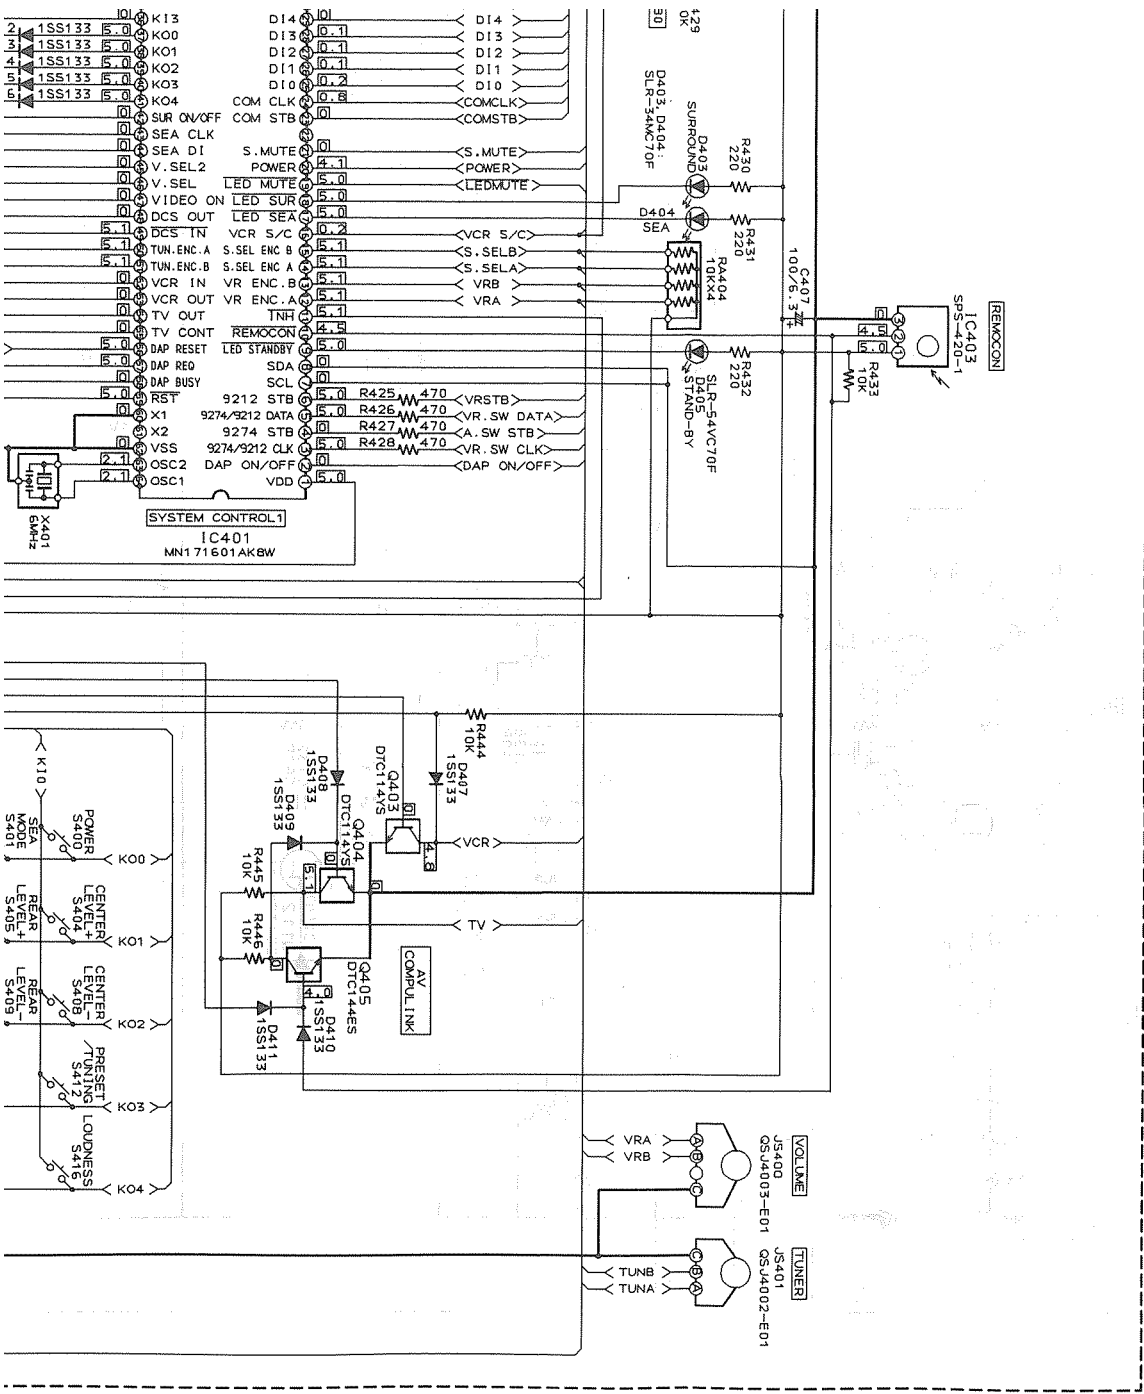 KI3
KO0
KO1
KO2
KO3
KO4
SUR ON/OFF
SEA CLK
SEA DI
V.SEL2
V.SEL
VIDEO ON
DCS OUT
DCS IN
TUN.ENC.A
TUN.ENC.B
VCR IN
VCR OUT
TV OUT
TV CONT
DAP RESET
DAP REQ
DAP BUSY
RST
X1
X2
VSS
OSC2
OSC1
2 1SS133 5.0
3 1SS133 5.0
4 1SS133 5.0
5 1SS133 5.0
6 1SS133 5.0
5.1
5.1
5.1
5.0
5.0
5.0
2.1
2.1
DI4 0 DI4
DI3 0.1 DI3
DI2 0.1 DI2
DI1 0.1 DI1
DI0 0.2 DI0
COM CLK 0.8 COMCLK
COM STB 0 COMSTB
S.MUTE 0 S.MUTE
POWER 4.1 POWER
LED MUTE 5.0 LEDMUTE
LED SUR 5.0
LED SEA 5.0
VCR S/C 0.2 VCR S/C
S.SEL ENC B 5.1 S.SELB
S.SEL ENC A 5.1 S.SELA
VR ENC.B 5.1 VRB
VR ENC.A 5.1 VRA
INH 5.1
REMOCON 4.5
LED STANDBY 5.0
SDA 0
SCL 0
9212 STB 5.0 R425 470 VRSTB
9274/9212 DATA 5.0 R426 470 VR.SW DATA
9274 STB 0 R427 470 A.SW STB
9274/9212 CLK 5.0 R428 470 VR.SW CLK
DAP ON/OFF 0 DAP ON/OFF
VDD 5.0
SYSTEM CONTROL1
IC401
MN171601AKBW
X401
6MHz
D403, D404 :
SLR-34MC70F
SURROUND
D403
D404
SEA
R430
220
R431
220
RA404
10KX4
C407
100/6.3
+
REMOCON
IC403
SPS-420-1
0 3
4.5 2
5.0 1
R433
10K
R432
220
SLR-54VC70F
D405
STAND-BY
R444
10K
D407
1SS133
D408
1SS133
Q403
DTC114YS
0
4.8
VCR
D409
1SS133
Q404
DTC114YS
0
5.1
0
R445
10K
R446
10K
TV
Q405
DTC144ES
0
4.0
D410
1SS133
D411
1SS133
AV
COMPULINK
KI0
POWER
S400
SEA
MODE
S401
KO0
CENTER
LEVEL+
S404
REAR
LEVEL+
S405
KO1
CENTER
LEVEL-
S408
REAR
LEVEL-
S409
KO2
PRESET
/TUNING
S412
KO3
LOUDNESS
S416
KO4
VRA A
VRB B
C
VOLUME
JS400
QSJ4003-E01
C
TUNB B
TUNA A
TUNER
JS401
QSJ4002-E01